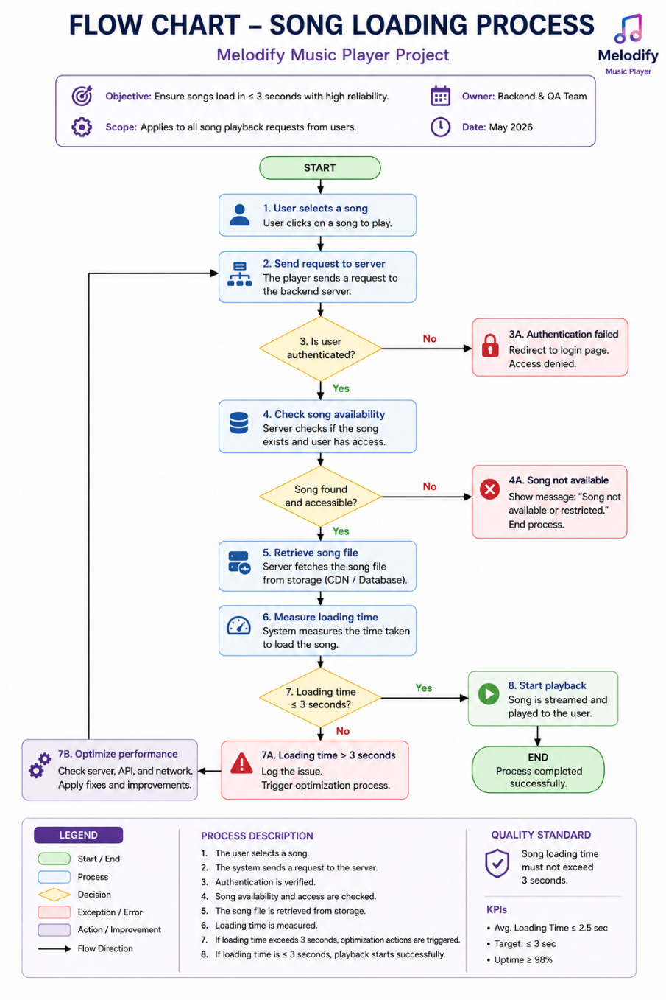 FLOW CHART – SONG LOADING PROCESS
Melodify Music Player Project
Melodify
Music Player
Objective: Ensure songs load in ≤ 3 seconds with high reliability.
Owner: Backend & QA Team
Scope: Applies to all song playback requests from users.
Date: May 2026
START
1. User selects a song
User clicks on a song to play.
2. Send request to server
The player sends a request to
the backend server.
3. Is user
authenticated?
No
3A. Authentication failed
Redirect to login page.
Access denied.
Yes
4. Check song availability
Server checks if the song
exists and user has access.
Song found
and accessible?
No
4A. Song not available
Show message: “Song not
available or restricted.”
End process.
Yes
5. Retrieve song file
Server fetches the song file
from storage (CDN / Database).
6. Measure loading time
System measures the time taken
to load the song.
7. Loading time
≤ 3 seconds?
Yes
8. Start playback
Song is streamed and
played to the user.
No
7A. Loading time > 3 seconds
Log the issue.
Trigger optimization process.
7B. Optimize performance
Check server, API, and network.
Apply fixes and improvements.
END
Process completed
successfully.
LEGEND
Start / End
Process
Decision
Exception / Error
Action / Improvement
Flow Direction
PROCESS DESCRIPTION
1. The user selects a song.
2. The system sends a request to the server.
3. Authentication is verified.
4. Song availability and access are checked.
5. The song file is retrieved from storage.
6. Loading time is measured.
7. If loading time exceeds 3 seconds, optimization actions are triggered.
8. If loading time is ≤ 3 seconds, playback starts successfully.
QUALITY STANDARD
Song loading time
must not exceed
3 seconds.
KPIs
• Avg. Loading Time ≤ 2.5 sec
• Target: ≤ 3 sec
• Uptime ≥ 98%